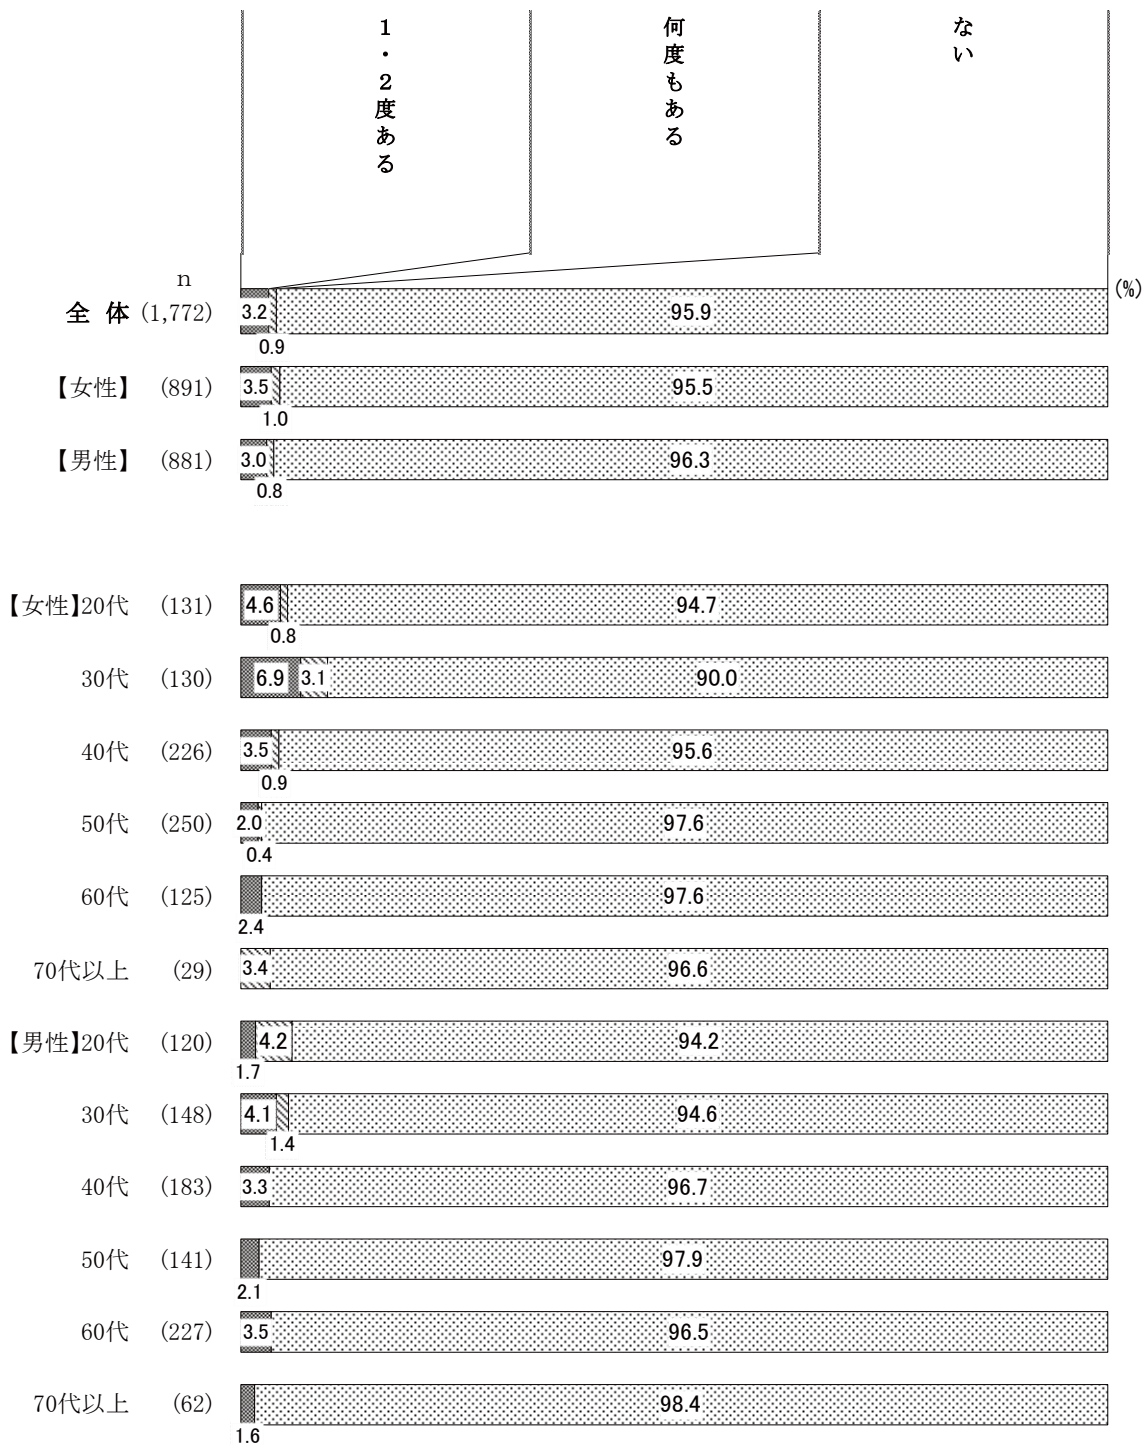 １・２度ある
何度もある
ない
n
(%)
全 体 (1,772) 3.2 95.9
0.9
【女性】 (891) 3.5 95.5
1.0
【男性】 (881) 3.0 96.3
0.8
【女性】20代 (131) 4.6 94.7
0.8
30代 (130) 6.9 3.1 90.0
40代 (226) 3.5 95.6
0.9
50代 (250) 2.0 97.6
0.4
60代 (125) 97.6
2.4
70代以上 (29) 3.4 96.6
【男性】20代 (120) 4.2 94.2
1.7
30代 (148) 4.1 94.6
1.4
40代 (183) 3.3 96.7
50代 (141) 97.9
2.1
60代 (227) 3.5 96.5
70代以上 (62) 98.4
1.6